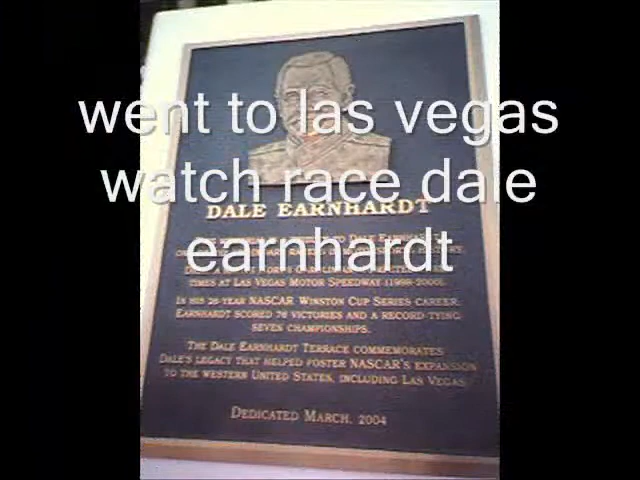 went to las vegas
watch race dale
earnhardt
DALE EARNHARDT
TO DALE EARNHARDT
TIMES AT LAS VEGAS MOTOR SPEEDWAY (1998-2000).
IN HIS 26-YEAR NASCAR WINSTON CUP SERIES CAREER,
EARNHARDT SCORED 76 VICTORIES AND A RECORD-TYING
SEVEN CHAMPIONSHIPS.
THE DALE EARNHARDT TERRACE COMMEMORATES
DALE'S LEGACY THAT HELPED FOSTER NASCAR'S EXPANSION
TO THE WESTERN UNITED STATES, INCLUDING LAS VEGAS.
DEDICATED MARCH, 2004